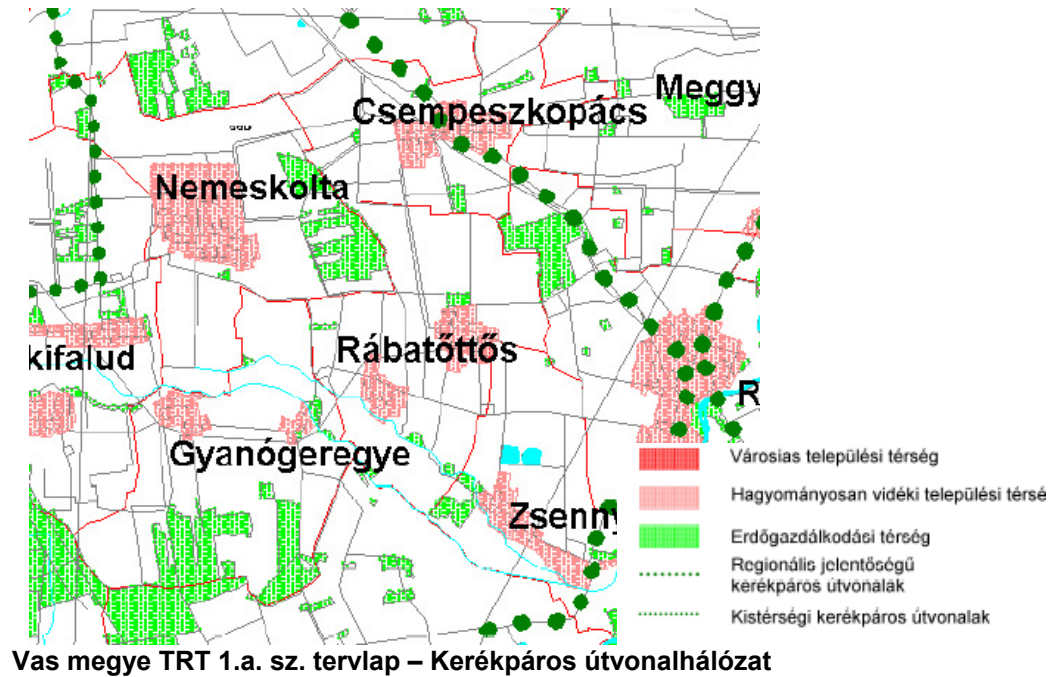 Meggy
Csempeszkopács
Nemeskolta
Rábatőttős
kifalud
R
Gyanógeregye
Zsenny
Városias települési térség
Hagyományosan vidéki települési térsé
Erdőgazdálkodási térség
Regionális jelentőségű
kerékpáros útvonalak
Kistérségi kerékpáros útvonalak
Vas megye TRT 1.a. sz. tervlap – Kerékpáros útvonalhálózat